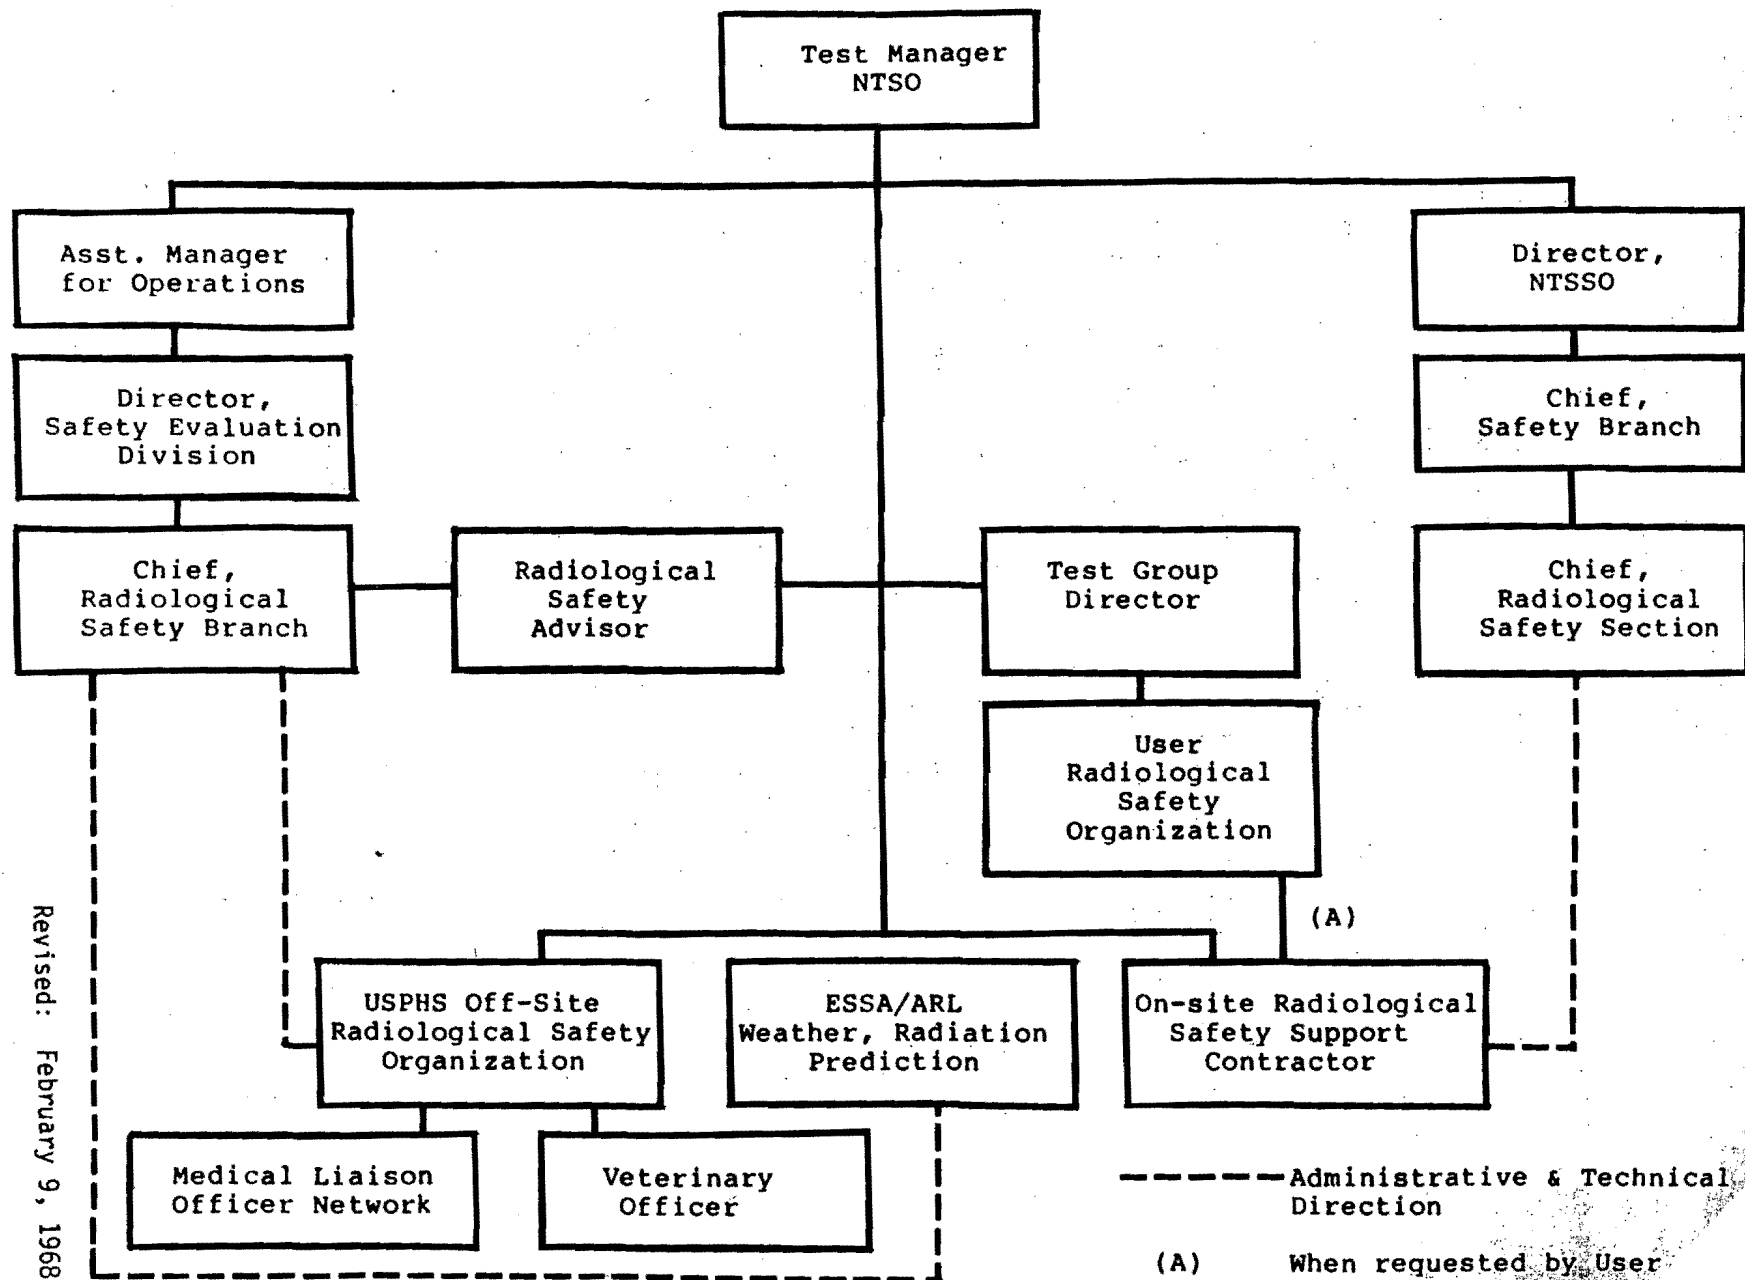 Test Manager
NTSO
Asst. Manager
for Operations
Director,
NTSSO
Director,
Safety Evaluation
Division
Chief,
Safety Branch
Chief,
Radiological
Safety Branch
Radiological
Safety
Advisor
Test Group
Director
Chief,
Radiological
Safety Section
User
Radiological
Safety
Organization
(A)
USPHS Off-Site
Radiological Safety
Organization
ESSA/ARL
Weather, Radiation
Prediction
On-site Radiological
Safety Support
Contractor
Medical Liaison
Officer Network
Veterinary
Officer
Administrative & Technical
Direction
(A) When requested by User
Revised: February 9, 1968